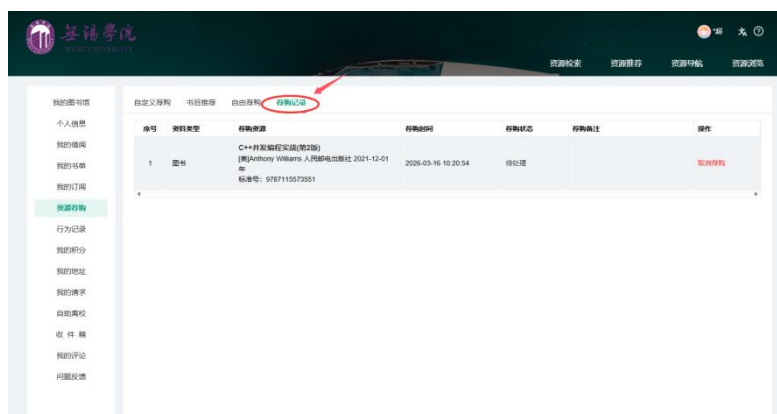 無锡學院
WUXI UNIVERSITY
资源检索 资源推荐 资源导航 资源浏览
我的图书馆
个人信息
我的借阅
我的书单
我的订阅
资源荐购
行为记录
我的积分
我的地址
我的请求
自助离校
收 件 箱
我的评论
问题反馈
自定义荐购 书目推荐 自由荐购 荐购记录
序号 资料类型 荐购资源 荐购时间 荐购状态 荐购备注 操作
1 图书
C++并发编程实战(第2版)
[美]Anthony Williams 人民邮电出版社 2021-12-01
年
标准号：9787115573551
2026-03-16 10:20:54 待处理 取消荐购